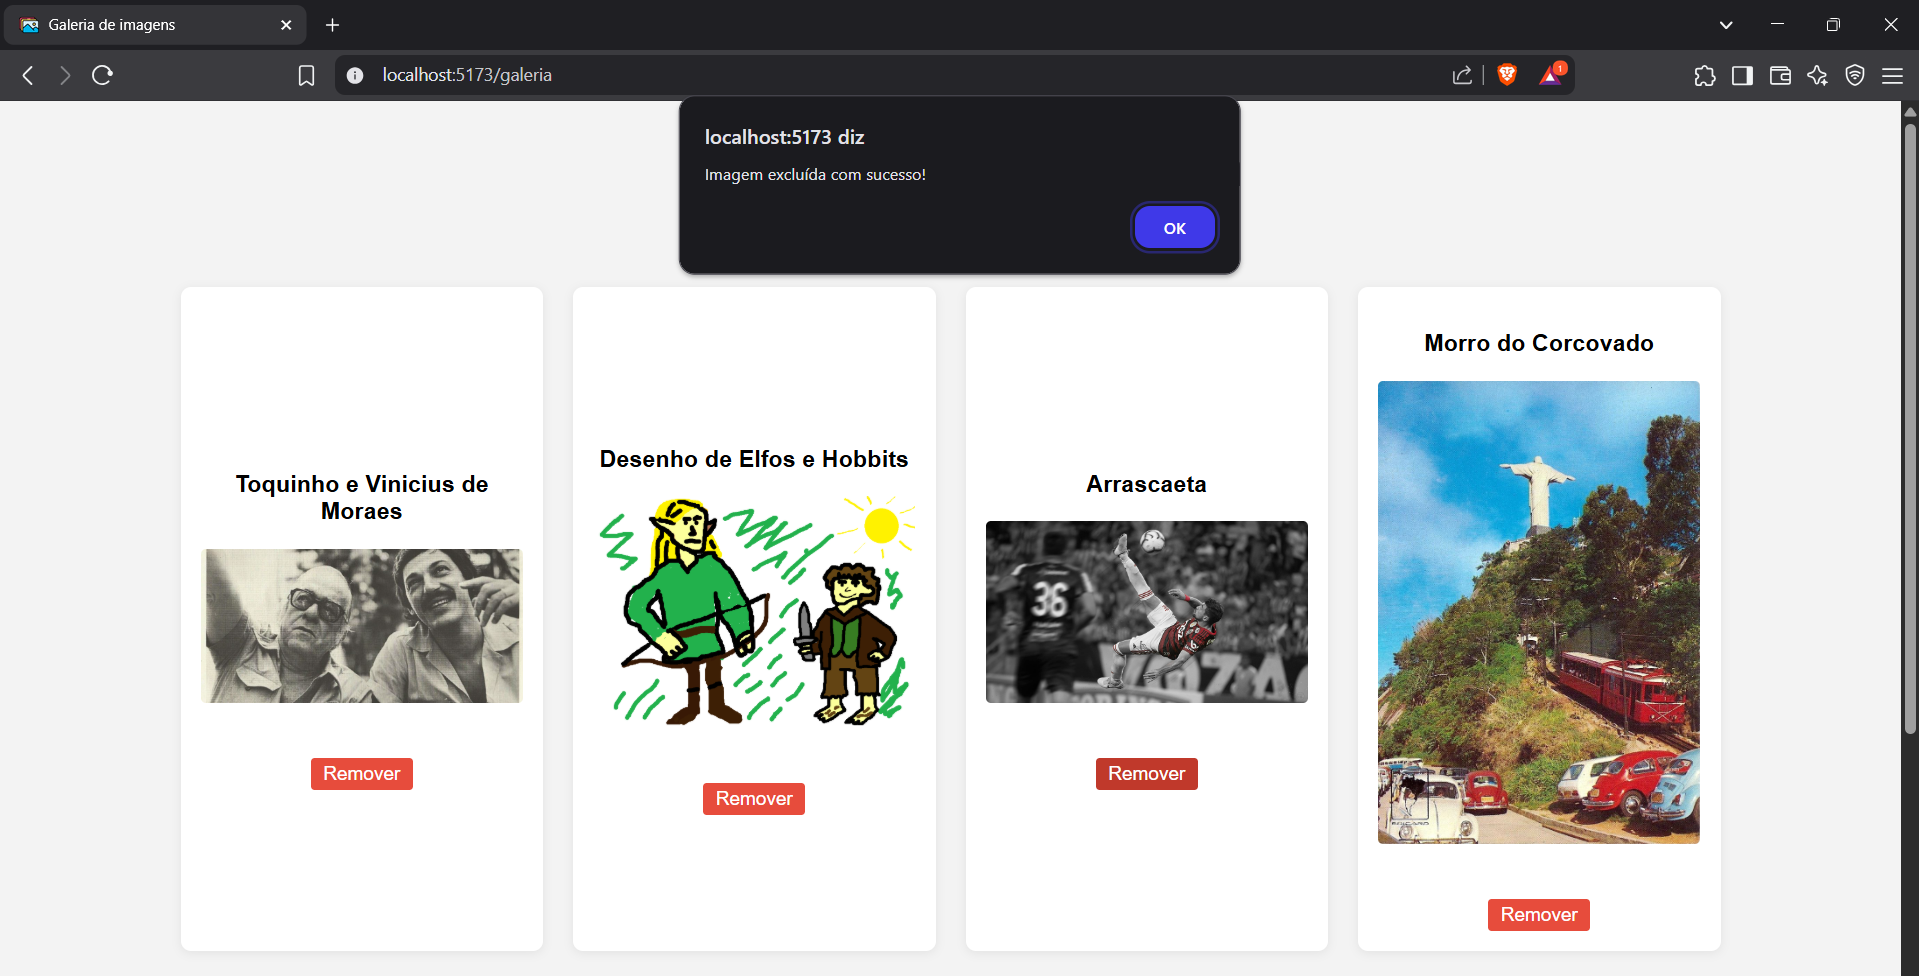 Galeria de imagens
localhost:5173/galeria
1
localhost:5173 diz
Imagem excluída com sucesso!
OK
Toquinho e Vinicius de
Moraes
Remover
Desenho de Elfos e Hobbits
Remover
Arrascaeta
36
Remover
Morro do Corcovado
Remover